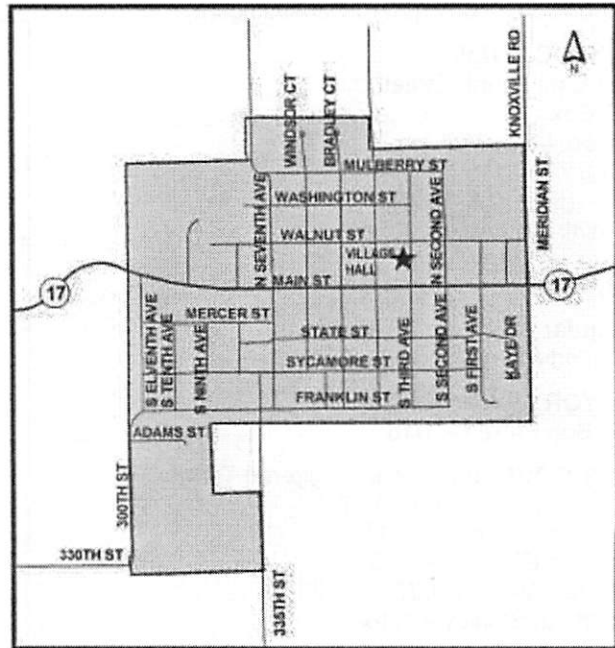 KNOXVILLE RD
N
WINDSOR CT
BRADLEY CT
MULBERRY ST
WASHINGTON ST
N SEVENTH AVE
N SECOND AVE
MERIDIAN ST
WALNUT ST
VILLAGE
HALL
MAIN ST
17
17
MERCER ST
S ELVENTH AVE
S TENTH AVE
S NINTH AVE
STATE ST
SYCAMORE ST
S THIRD AVE
S SECOND AVE
S FIRST AVE
KAYE DR
FRANKLIN ST
ADAMS ST
300TH ST
330TH ST
335TH ST